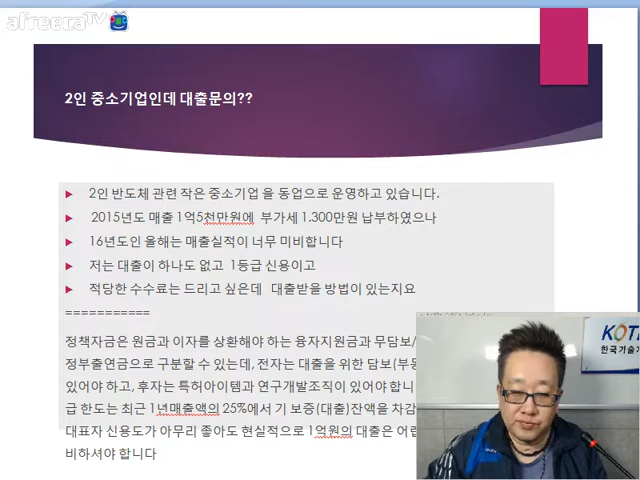 afreecaTV
2인 중소기업인데 대출문의??
2인 반도체 관련 작은 중소기업 을 동업으로 운영하고 있습니다.
2015년도 매출 1억5천만원에 부가세 1.300만원 납부하였으나
16년도인 올해는 매출실적이 너무 미비합니다
저는 대출이 하나도 없고 1등급 신용이고
적당한 수수료는 드리고 싶은데 대출받을 방법이 있는지요
===========
정책자금은 원금과 이자를 상환해야 하는 융자지원금과 무담보/
정부출연금으로 구분할 수 있는데, 전자는 대출을 위한 담보(부동
있어야 하고, 후자는 특허아이템과 연구개발조직이 있어야 합니
급 한도는 최근 1년매출액의 25%에서 기 보증(대출)잔액을 차감
대표자 신용도가 아무리 좋아도 현실적으로 1억원의 대출은 어렵
비하셔야 합니다
한국기술